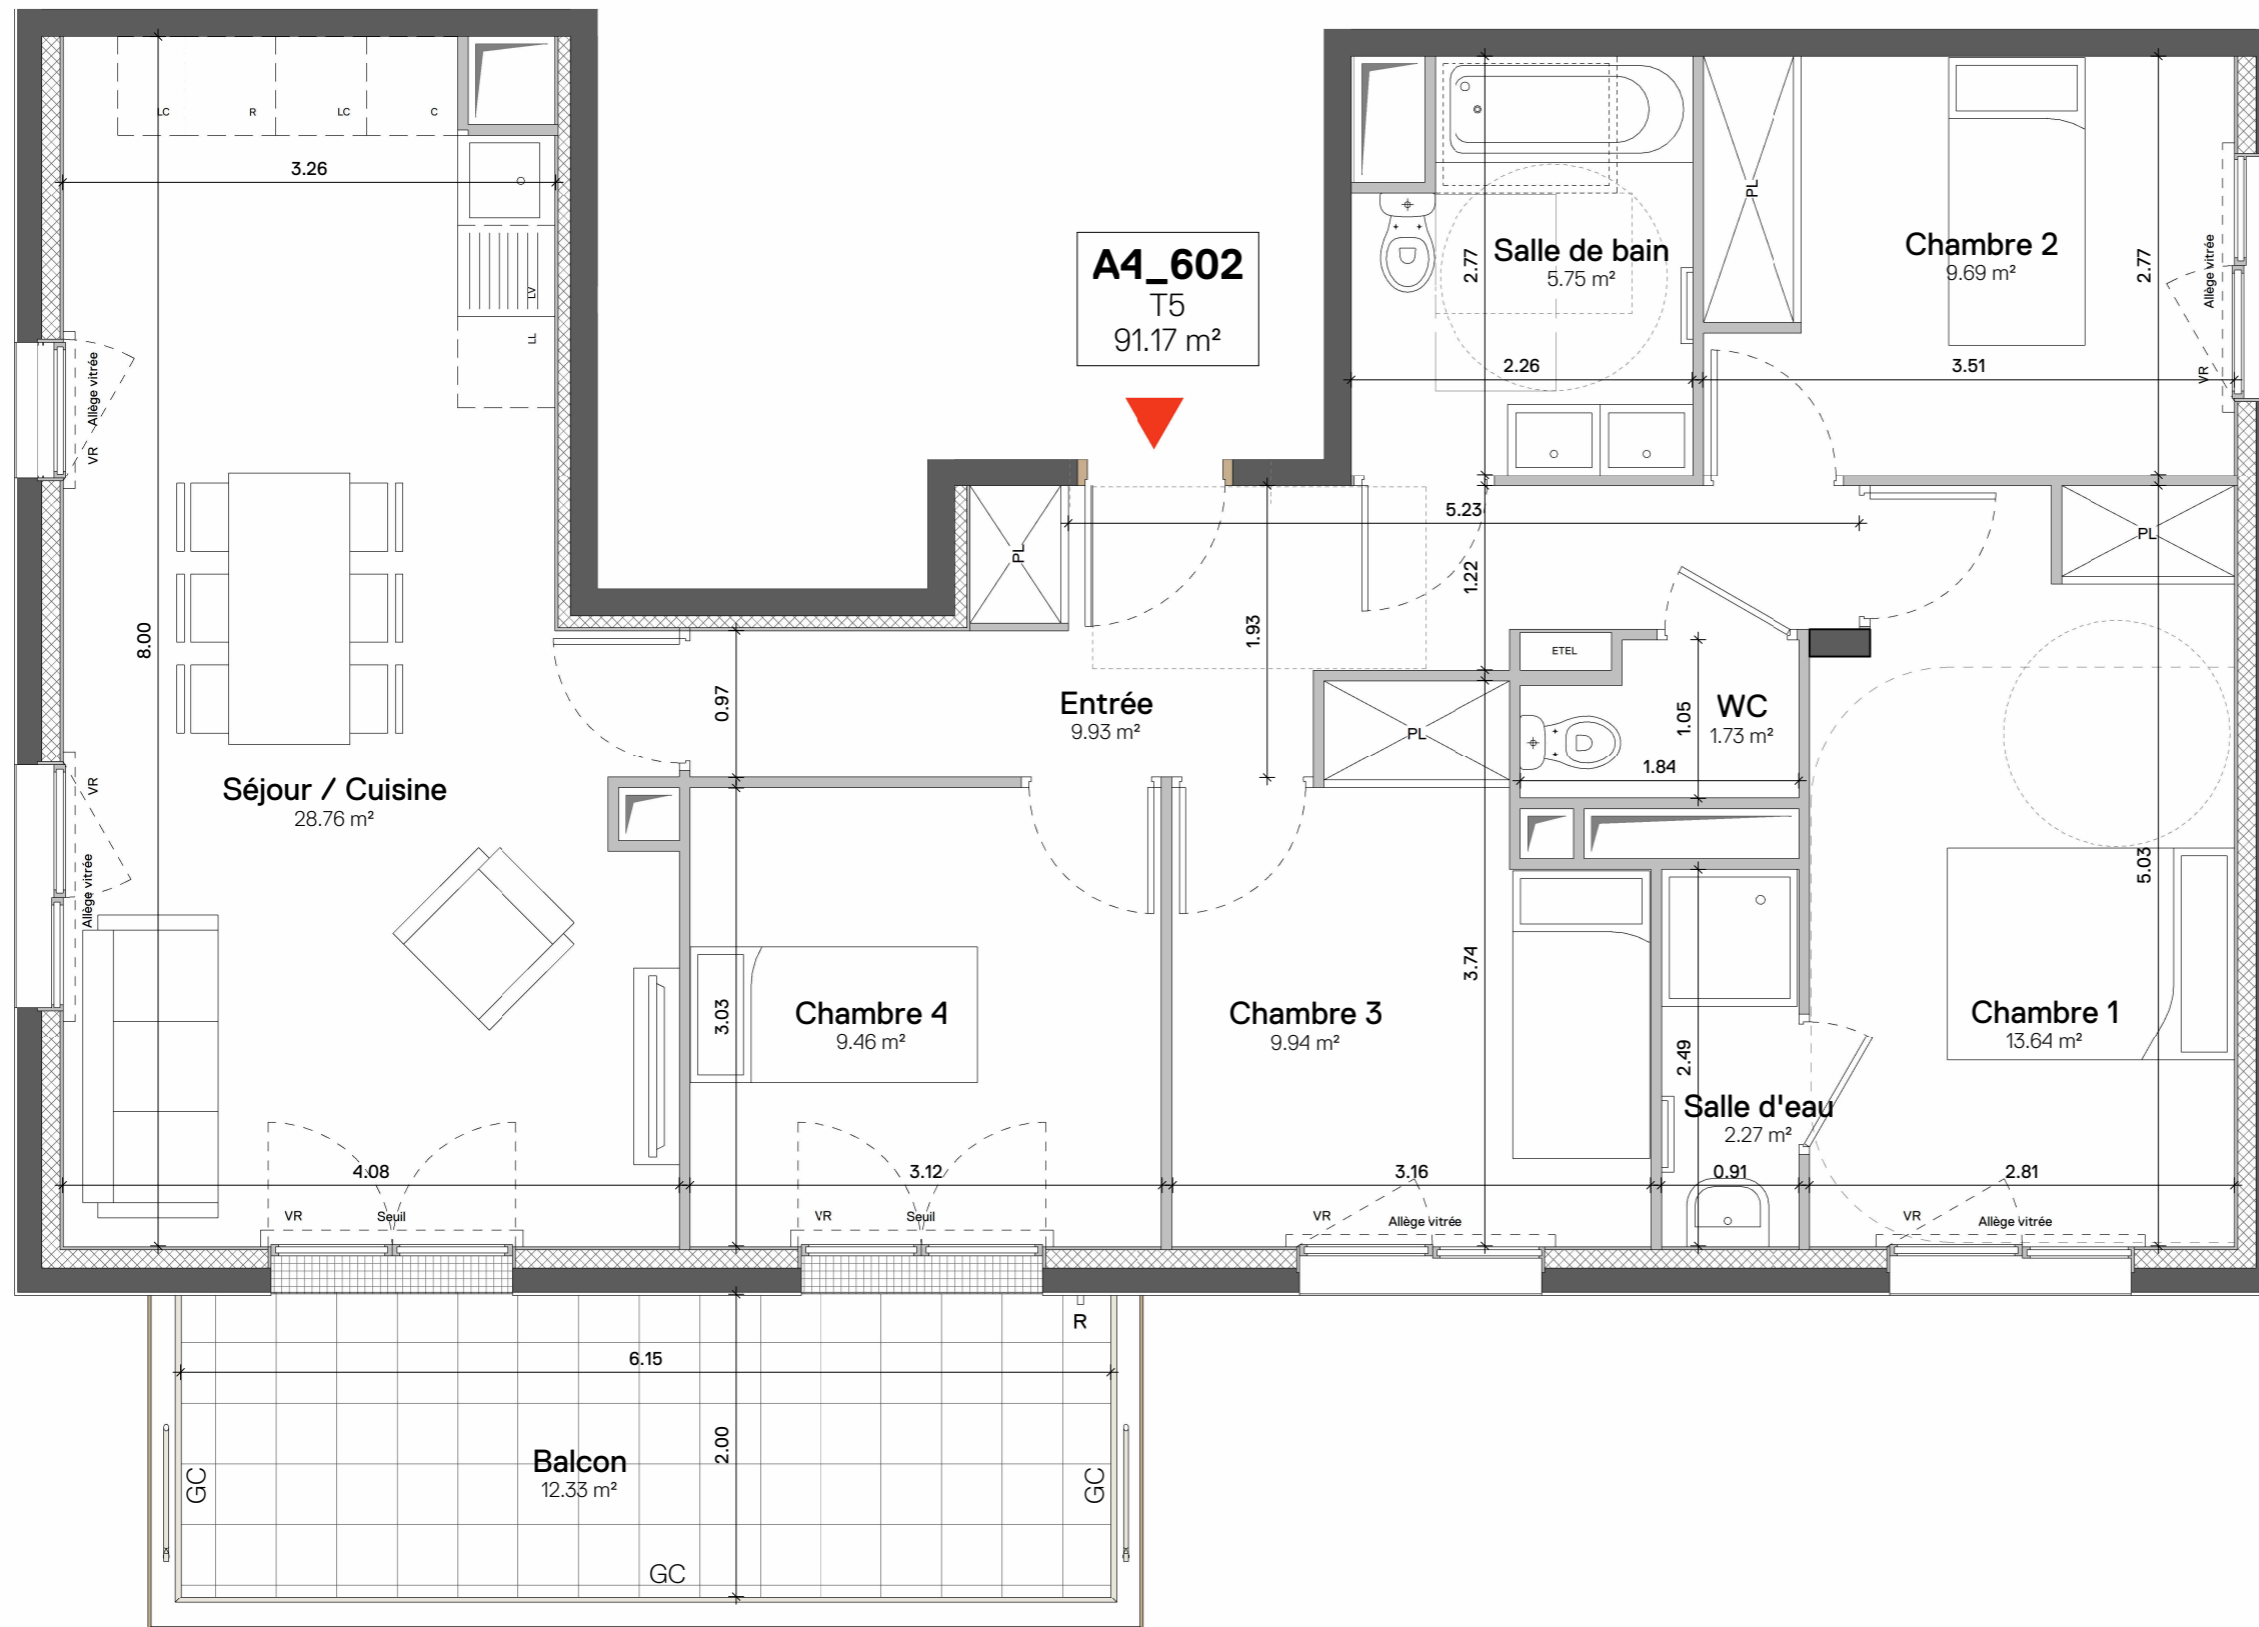 LC
R
LC
C
3.26
LV
LL
A4_602
T5
91.17 m²
Salle de bain
5.75 m²
2.77
2.26
PL
Chambre 2
9.69 m²
2.77
3.51
Allège vitrée
VR
Allège vitrée
VR
8.00
PL
5.23
1.22
1.93
PL
ETEL
0.97
Entrée
9.93 m²
PL
WC
1.73 m²
1.05
1.84
Séjour / Cuisine
28.76 m²
VR
Allège vitrée
5.03
3.03
Chambre 4
9.46 m²
3.74
Chambre 3
9.94 m²
2.49
Salle d'eau
2.27 m²
Chambre 1
13.64 m²
4.08
3.12
3.16
0.91
2.81
VR
Seuil
VR
Seuil
VR
Allège vitrée
VR
Allège vitrée
R
6.15
2.00
Balcon
12.33 m²
GC
GC
GC